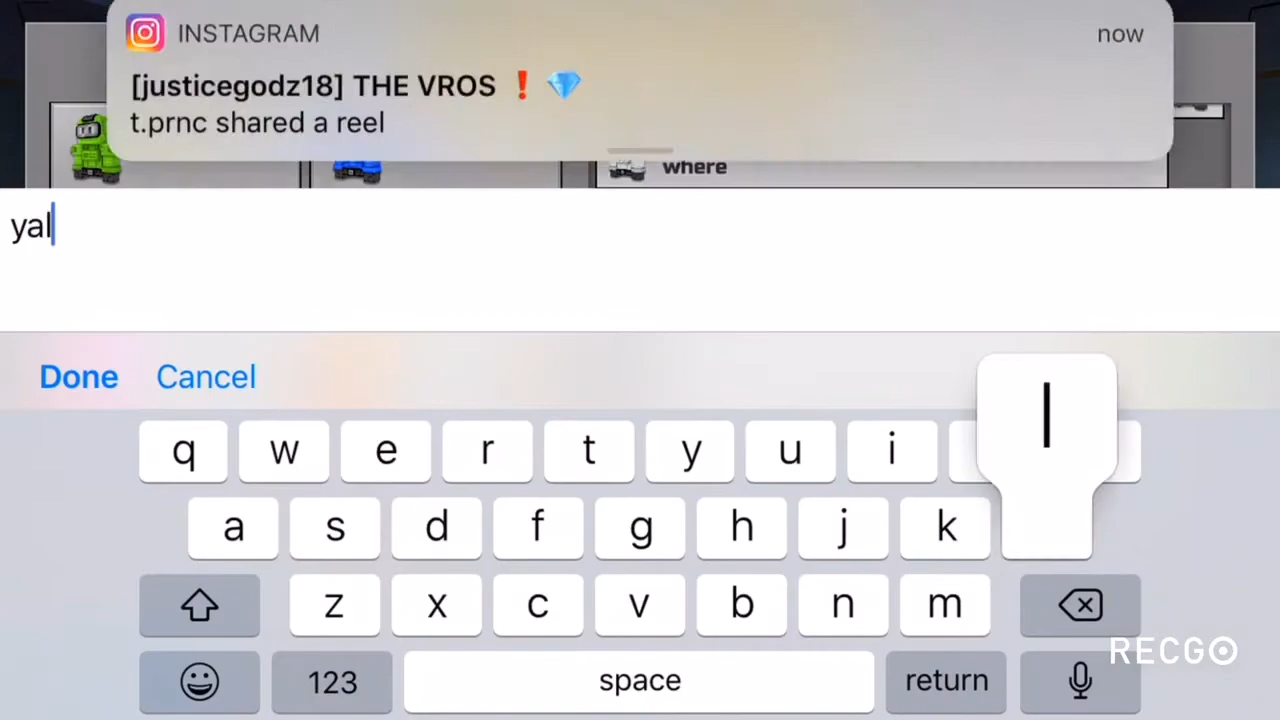 INSTAGRAM
now
[justicegodz18] THE VROS ❗ 💎
t.prnc shared a reel
where
yal
Done Cancel
l
q w e r t y u i
a s d f g h j k
z x c v b n m
RECGO
123 space return